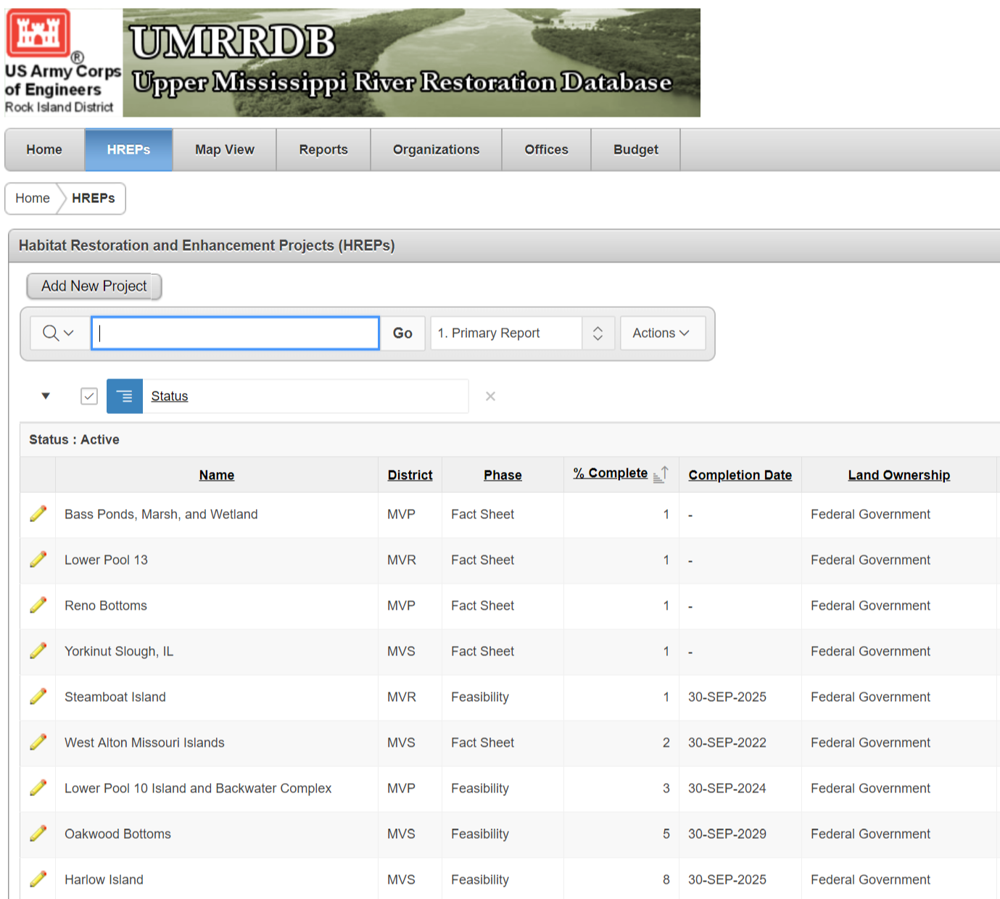 US Army Corps
of Engineers
®
Rock Island District
UMRRDB
Upper Mississippi River Restoration Database
Home HREPs Map View Reports Organizations Offices Budget
Home HREPs
Habitat Restoration and Enhancement Projects (HREPs)
Add New Project
Go 1. Primary Report Actions
Status
Status : Active
Name District Phase % Complete Completion Date Land Ownership
Bass Ponds, Marsh, and Wetland MVP Fact Sheet 1 - Federal Government
Lower Pool 13 MVR Fact Sheet 1 - Federal Government
Reno Bottoms MVP Fact Sheet 1 - Federal Government
Yorkinut Slough, IL MVS Fact Sheet 1 - Federal Government
Steamboat Island MVR Feasibility 1 30-SEP-2025 Federal Government
West Alton Missouri Islands MVS Fact Sheet 2 30-SEP-2022 Federal Government
Lower Pool 10 Island and Backwater Complex MVP Feasibility 3 30-SEP-2024 Federal Government
Oakwood Bottoms MVS Feasibility 5 30-SEP-2029 Federal Government
Harlow Island MVS Feasibility 8 30-SEP-2025 Federal Government